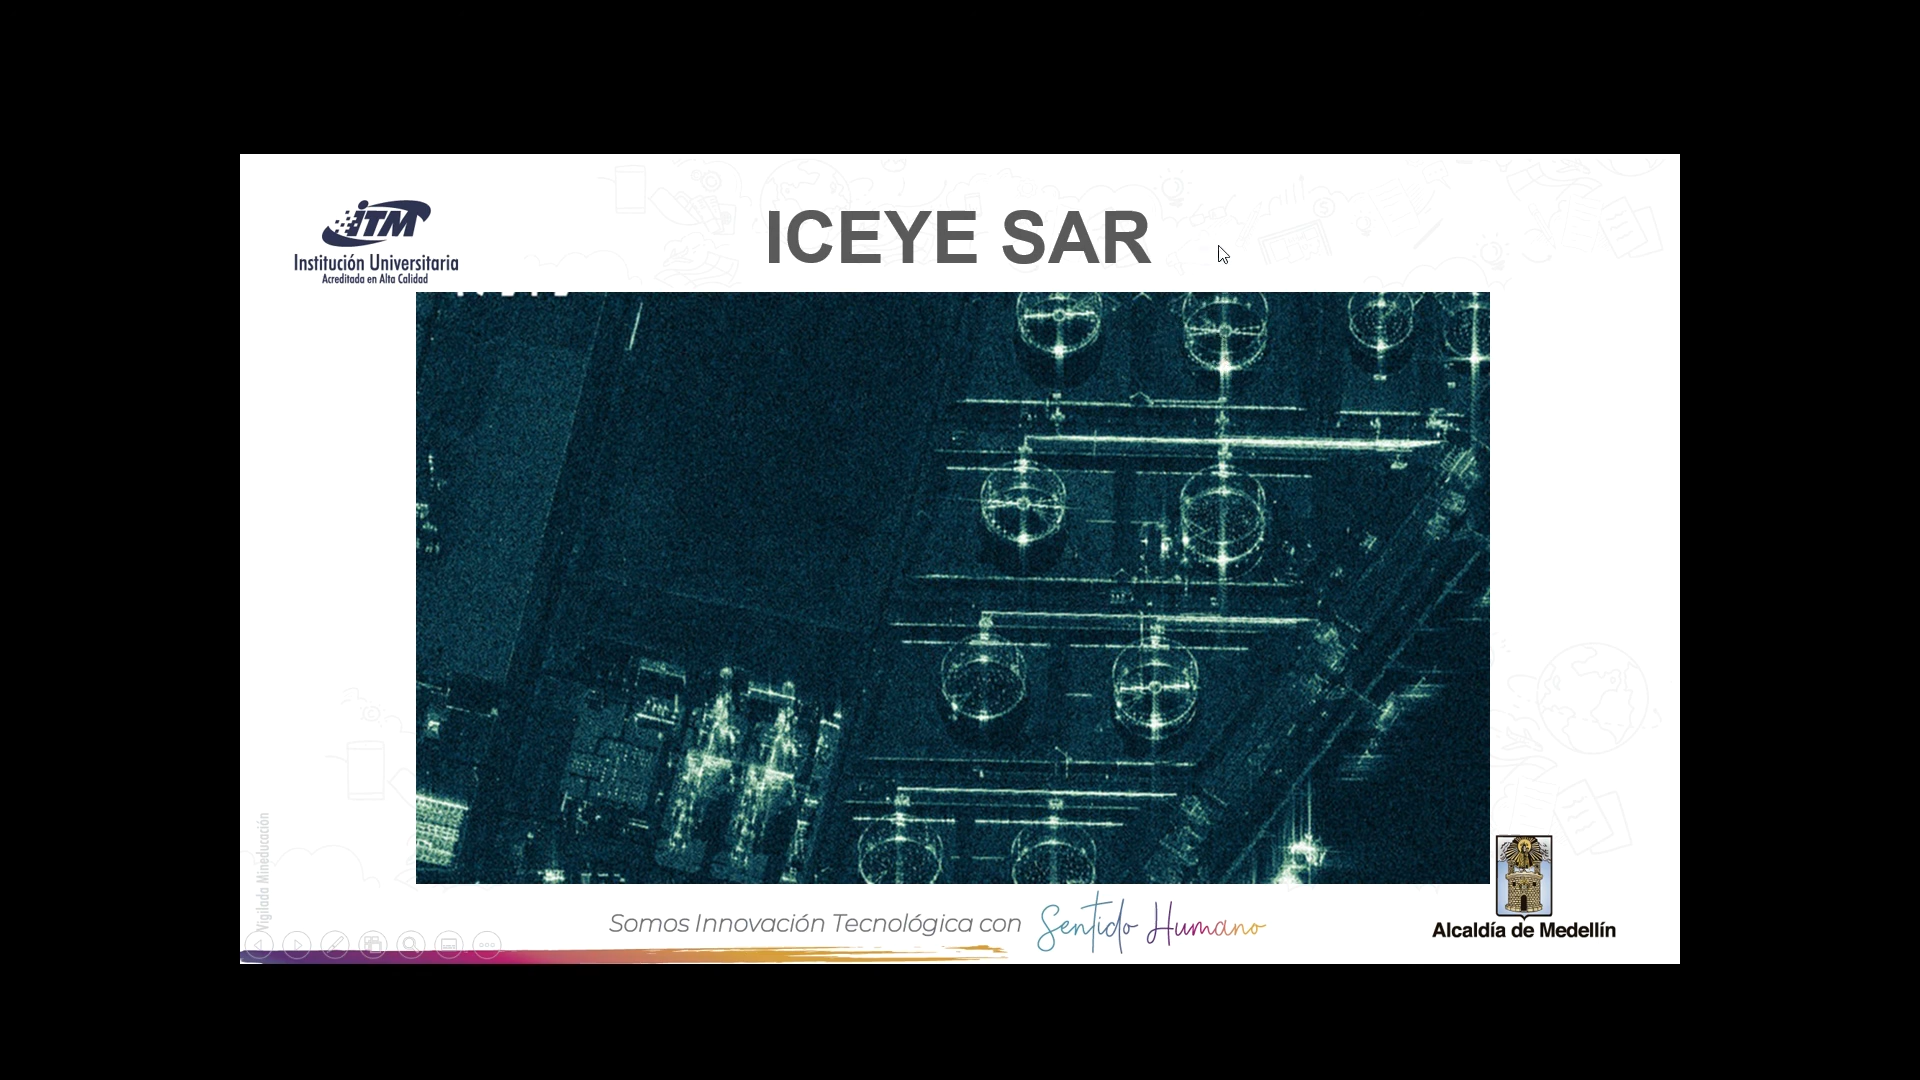 ITM
Institución Universitaria
Acreditada en Alta Calidad
ICEYE SAR
Vigilada Mineducación
Somos Innovación Tecnológica con Sentido Humano
Alcaldía de Medellín